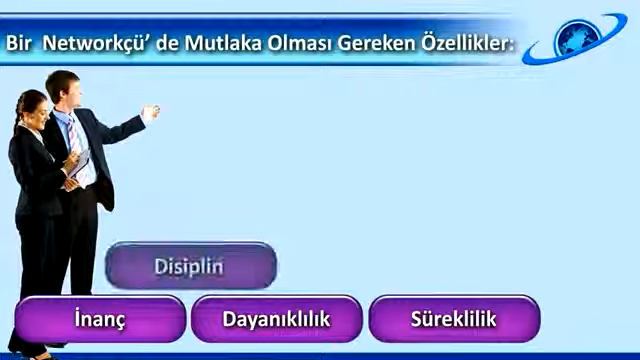 Bir Networkçü' de Mutlaka Olması Gereken Özellikler:
Disiplin
İnanç
Dayanıklılık
Süreklilik